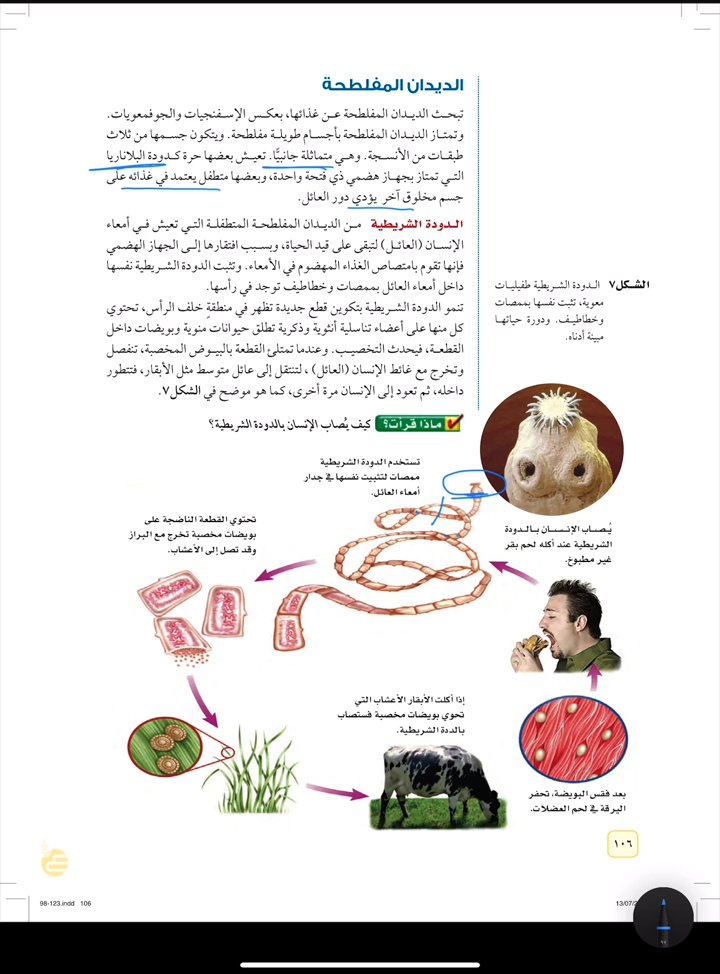 الديدان المفلطحة
تبحث الديدان المفلطحة عن غذائها، بعكس الإسفنجيات والجوفمعويات.
وتمتاز الديدان المفلطحة بأجسام طويلة مفلطحة. ويتكون جسمها من ثلاث
طبقات من الأنسجة. وهي متماثلة جانبيًّا. تعيش بعضها حرة كدودة البلاناريا
التي تمتاز بجهاز هضمي ذي فتحة واحدة، وبعضها متطفل يعتمد في غذائه على
جسم مخلوق آخر يؤدي دور العائل.
الدودة الشريطية من الديدان المفلطحة المتطفلة التي تعيش في أمعاء
الإنسان (العائل) لتبقى على قيد الحياة، وبسبب افتقارها إلى الجهاز الهضمي
فإنها تقوم بامتصاص الغذاء المهضوم في الأمعاء. وتثبت الدودة الشريطية نفسها
داخل أمعاء العائل بممصات وخطاطيف توجد في رأسها.
تنمو الدودة الشريطية بتكوين قطع جديدة تظهر في منطقةٍ خلف الرأس، تحتوي
كل منها على أعضاء تناسلية أنثوية وذكرية تطلق حيوانات منوية وبويضات داخل
القطعة، فيحدث التخصيب. وعندما تمتلئ القطعة بالبيوض المخصبة، تنفصل
وتخرج مع غائط الإنسان (العائل) ، لتنتقل إلى عائل متوسط مثل الأبقار، فتتطور
داخله، ثم تعود إلى الإنسان مرة أخرى، كما هو موضح في الشكل٧.
ماذا قرأت؟ كيف يُصاب الإنسان بالدودة الشريطية؟
الشكل٧ الدودة الشريطية طفيليات
معوية، تثبت نفسها بممصات
وخطاطيف. ودورة حياتها
مبينة أدناه.
تستخدم الدودة الشريطية
ممصات لتثبيت نفسها في جدار
أمعاء العائل.
يُصاب الإنسان بالدودة
الشريطية عند أكله لحم بقر
غير مطبوخ.
تحتوي القطعة الناضجة على
بويضات مخصبة تخرج مع البراز
وقد تصل إلى الأعشاب.
إذا أكلت الأبقار الأعشاب التي
تحوي بويضات مخصبة فستصاب
بالددة الشريطية.
بعد فقس البويضة، تحفر
اليرقة في لحم العضلات.
١٠٦
98-123.indd 106
13/07/2